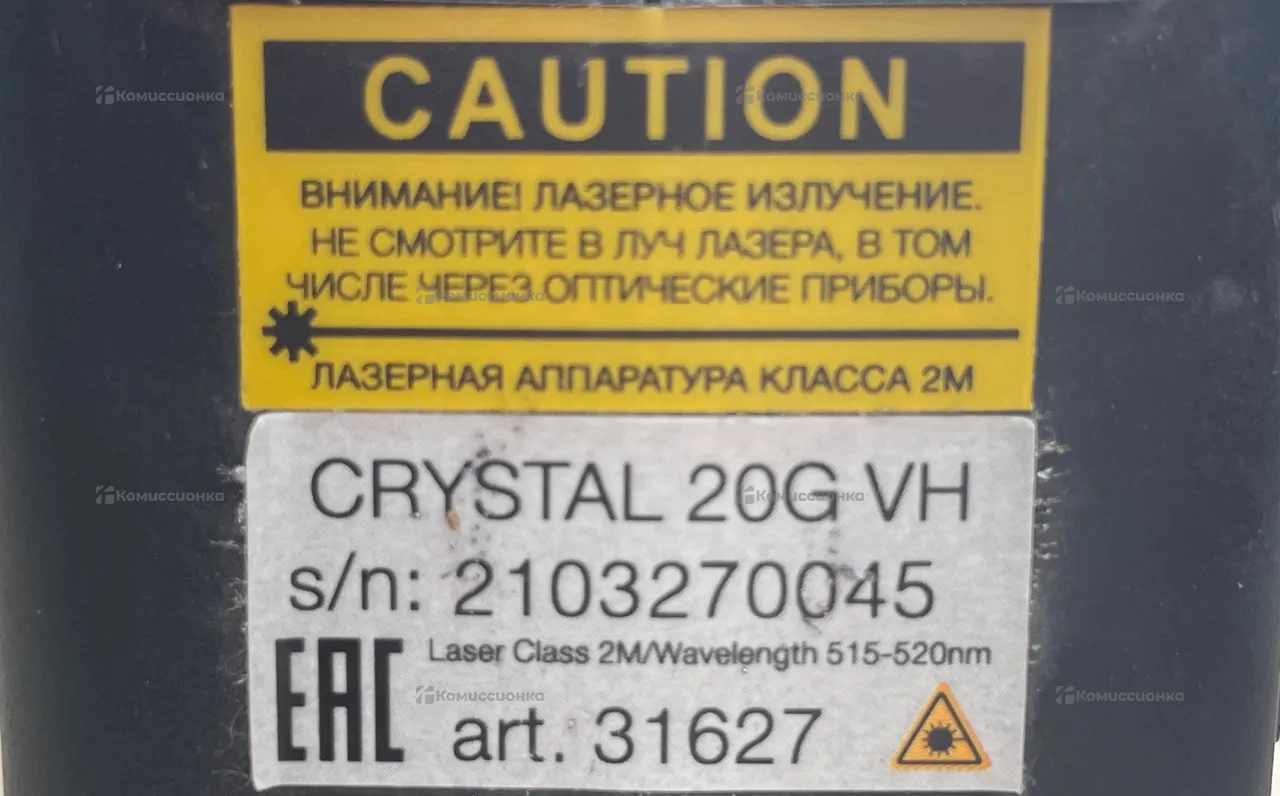 CAUTION
ВНИМАНИЕ! ЛАЗЕРНОЕ ИЗЛУЧЕНИЕ.
НЕ СМОТРИТЕ В ЛУЧ ЛАЗЕРА, В ТОМ
ЧИСЛЕ ЧЕРЕЗ ОПТИЧЕСКИЕ ПРИБОРЫ.
ЛАЗЕРНАЯ АППАРАТУРА КЛАССА 2М
CRYSTAL 20G VH
s/n: 2103270045
EAC
Laser Class 2M/Wavelength 515-520nm
art. 31627
Комиссионка
Комиссионка
Комиссионка
Комиссионка
Комиссионка
Комиссионка
Комиссионка
Комиссионка